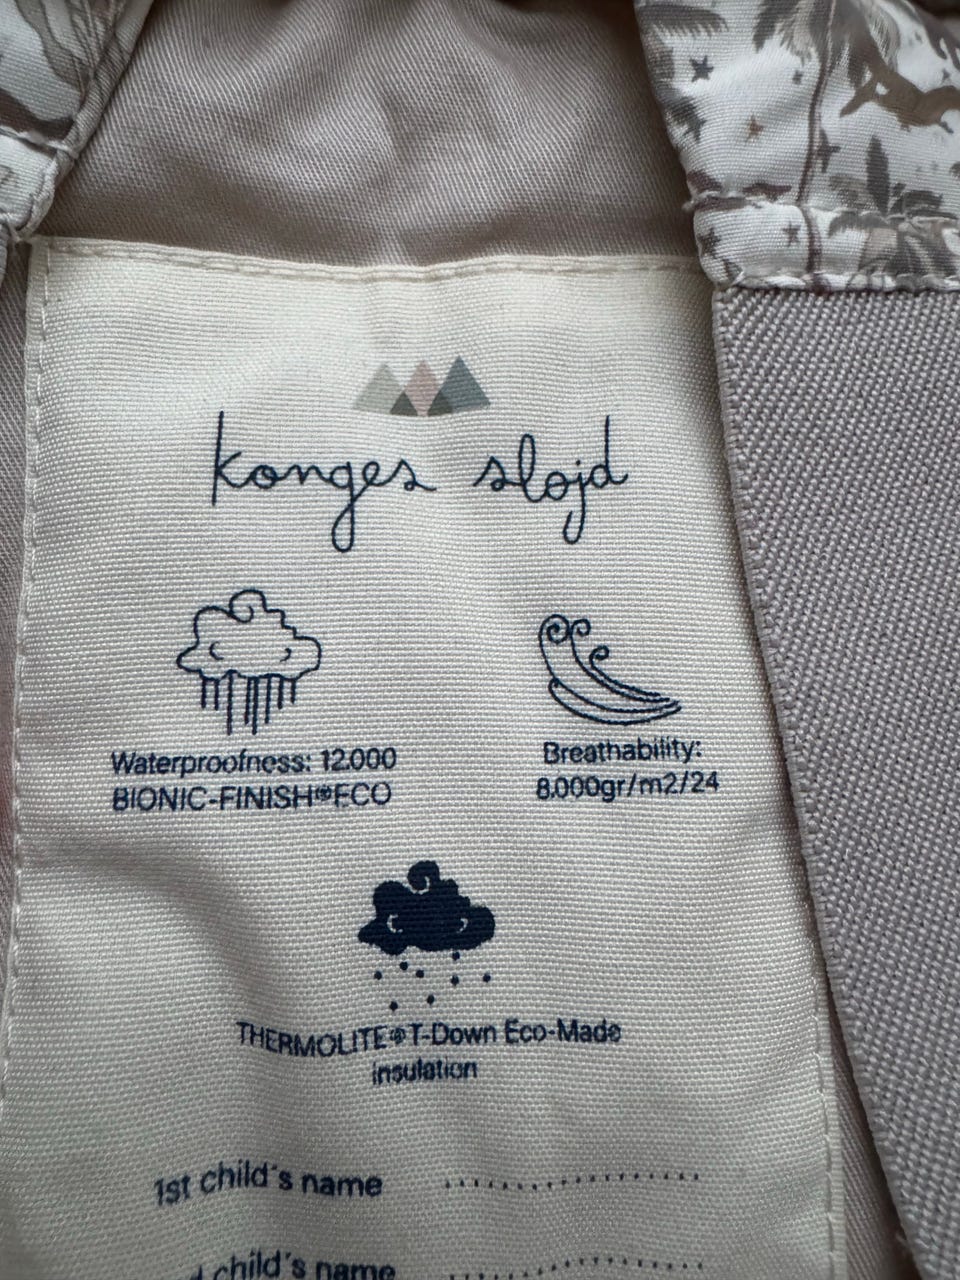 konges sløjd
Waterproofness: 12.000
BIONIC-FINISH®ECO
Breathability:
8.000gr/m2/24
THERMOLITE® T-Down Eco-Made
insulation
1st child´s name ....................
child´s name ....................